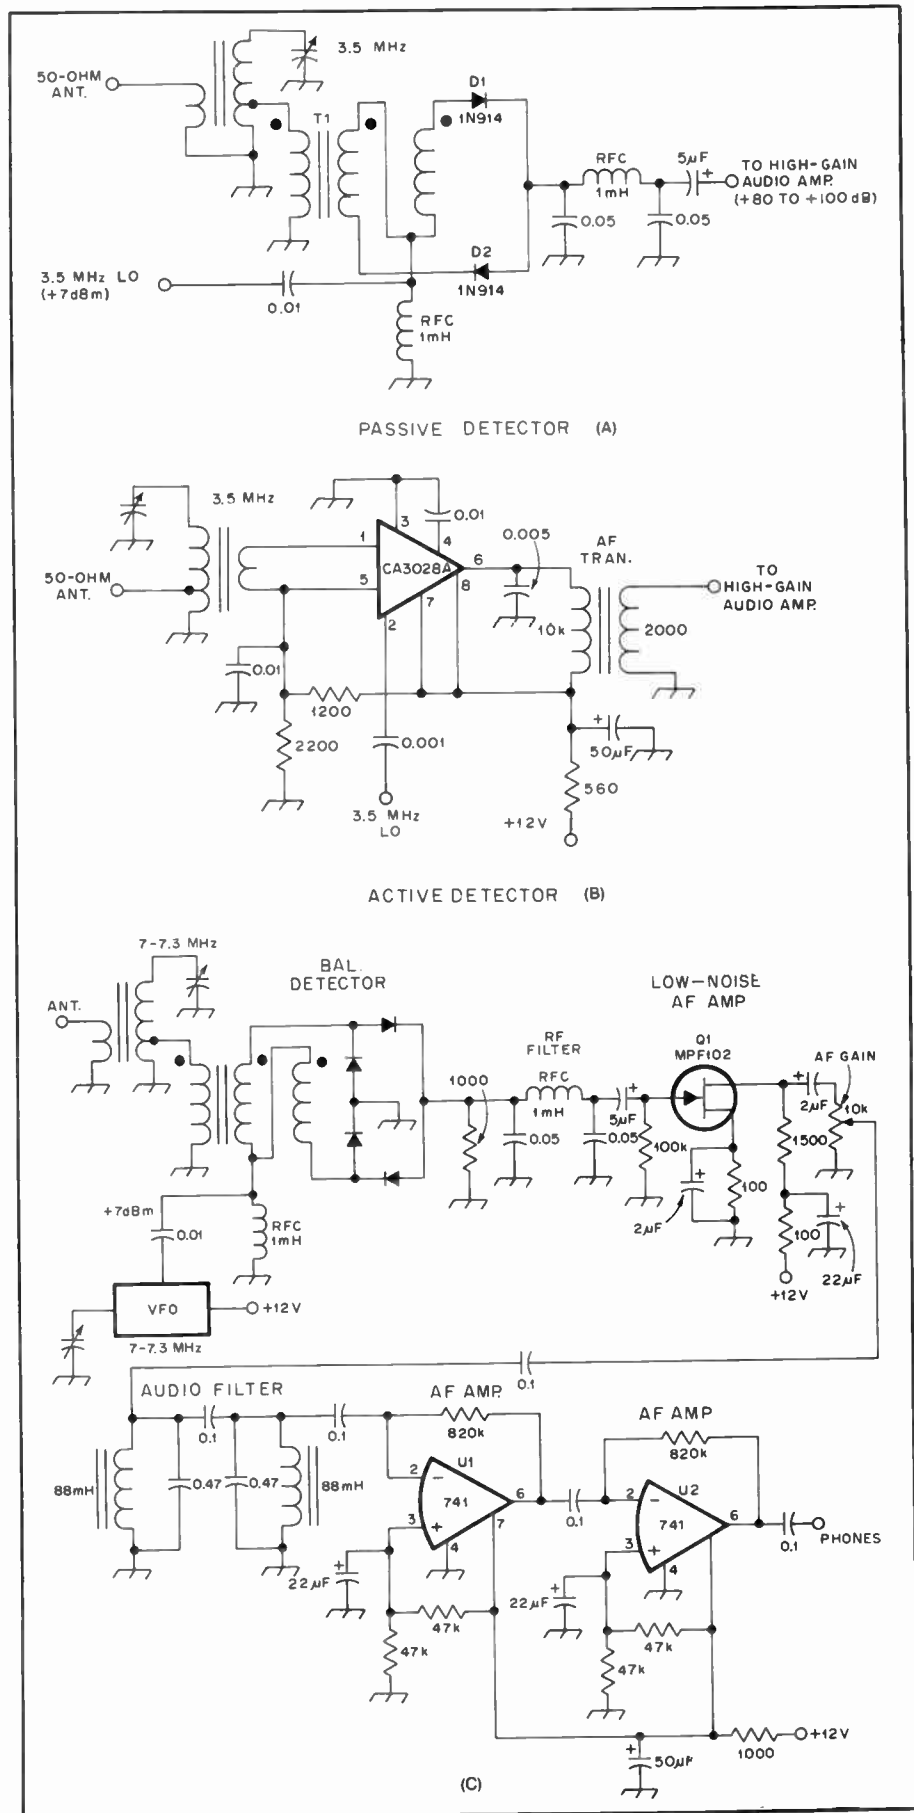 3.5 MHz
50-OHM
ANT.
T1
D1
1N914
RFC
1mH
5µF
+
TO HIGH-GAIN
AUDIO AMP.
(+80 TO +100dB)
0.05
0.05
D2
1N914
3.5 MHz LO
(+7dBm)
0.01
RFC
1mH
PASSIVE DETECTOR (A)
3.5 MHz
50-OHM
ANT.
1
5
3
4
0.01
CA3028A
6
8
7
2
0.005
AF
TRAN.
10k
2000
TO
HIGH-GAIN
AUDIO AMP.
0.01
1200
2200
0.001
3.5 MHz
LO
+
50µF
560
+12V
ACTIVE DETECTOR (B)
7-7.3 MHz
ANT.
BAL.
DETECTOR
LOW-NOISE
AF AMP
Q1
MPF102
RF
FILTER
RFC
1mH
1000
0.05
0.05
5µF
+
100k
+
2µF
100
+
2µF
AF GAIN
10k
1500
100
+
22µF
+12V
+7dBm
0.01
RFC
1mH
VFO
+12V
7-7.3 MHz
0.1
AUDIO FILTER
88mH
0.47
0.1
0.47
88mH
0.1
AF AMP.
820k
U1
741
2
-
3
+
4
6
7
+
22µF
47k
47k
0.1
AF AMP
820k
U2
741
2
-
3
+
4
6
0.1
PHONES
+
22µF
47k
47k
+
50µF
1000
+12V
(C)